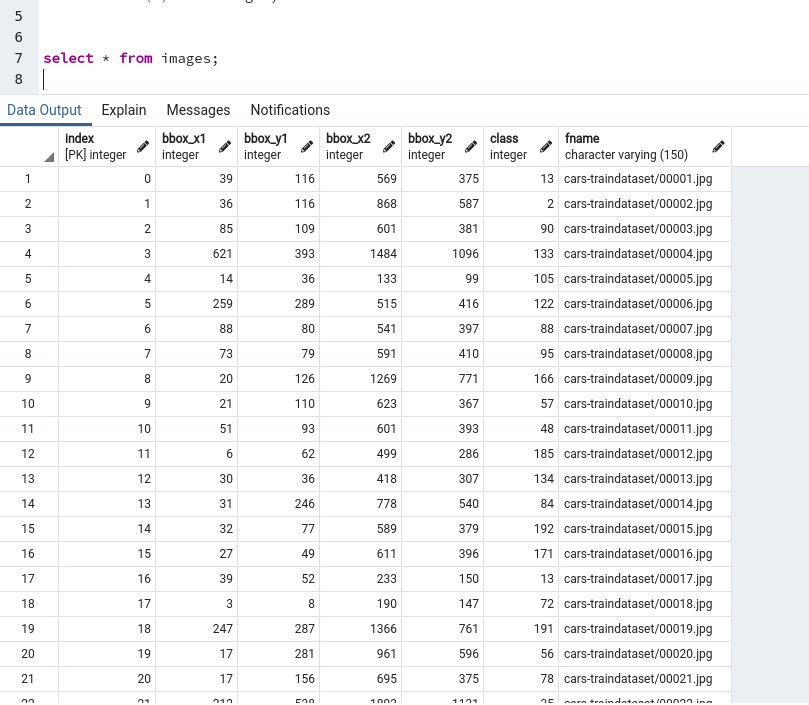 5
6
7 select * from images;
8
Data Output Explain Messages Notifications
index bbox_x1 bbox_y1 bbox_x2 bbox_y2 class fname
[PK] integer integer integer integer integer integer character varying (150)
1 0 39 116 569 375 13 cars-traindataset/00001.jpg
2 1 36 116 868 587 2 cars-traindataset/00002.jpg
3 2 85 109 601 381 90 cars-traindataset/00003.jpg
4 3 621 393 1484 1096 133 cars-traindataset/00004.jpg
5 4 14 36 133 99 105 cars-traindataset/00005.jpg
6 5 259 289 515 416 122 cars-traindataset/00006.jpg
7 6 88 80 541 397 88 cars-traindataset/00007.jpg
8 7 73 79 591 410 95 cars-traindataset/00008.jpg
9 8 20 126 1269 771 166 cars-traindataset/00009.jpg
10 9 21 110 623 367 57 cars-traindataset/00010.jpg
11 10 51 93 601 393 48 cars-traindataset/00011.jpg
12 11 6 62 499 286 185 cars-traindataset/00012.jpg
13 12 30 36 418 307 134 cars-traindataset/00013.jpg
14 13 31 246 778 540 84 cars-traindataset/00014.jpg
15 14 32 77 589 379 192 cars-traindataset/00015.jpg
16 15 27 49 611 396 171 cars-traindataset/00016.jpg
17 16 39 52 233 150 13 cars-traindataset/00017.jpg
18 17 3 8 190 147 72 cars-traindataset/00018.jpg
19 18 247 287 1366 761 191 cars-traindataset/00019.jpg
20 19 17 281 961 596 56 cars-traindataset/00020.jpg
21 20 17 156 695 375 78 cars-traindataset/00021.jpg